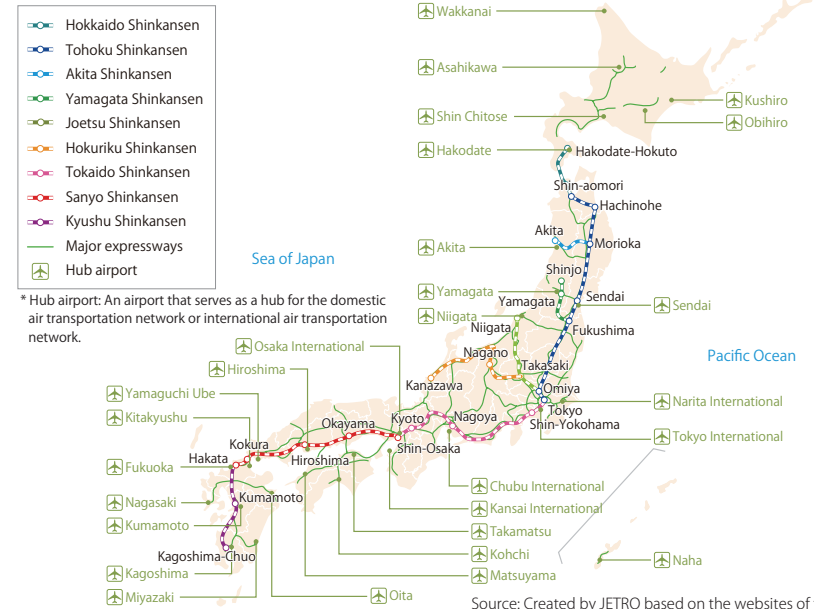 Hokkaido Shinkansen
Tohoku Shinkansen
Akita Shinkansen
Yamagata Shinkansen
Joetsu Shinkansen
Hokuriku Shinkansen
Tokaido Shinkansen
Sanyo Shinkansen
Kyushu Shinkansen
Major expressways
Hub airport
* Hub airport: An airport that serves as a hub for the domestic
air transportation network or international air transportation
network.
Wakkanai
Asahikawa
Kushiro
Shin Chitose
Obihiro
Hakodate
Hakodate-Hokuto
Shin-aomori
Hachinohe
Akita
Morioka
Akita
Sea of Japan
Shinjo
Yamagata
Yamagata
Sendai
Sendai
Niigata
Niigata
Fukushima
Osaka International
Nagano
Takasaki
Pacific Ocean
Hiroshima
Kanazawa
Omiya
Yamaguchi Ube
Narita International
Kitakyushu
Okayama
Kyoto
Nagoya
Tokyo
Shin-Yokohama
Tokyo International
Kokura
Hakata
Hiroshima
Shin-Osaka
Fukuoka
Chubu International
Nagasaki
Kumamoto
Kansai International
Kumamoto
Takamatsu
Kagoshima-Chuo
Kohchi
Naha
Kagoshima
Matsuyama
Miyazaki
Oita
Source: Created by JETRO based on the websites of